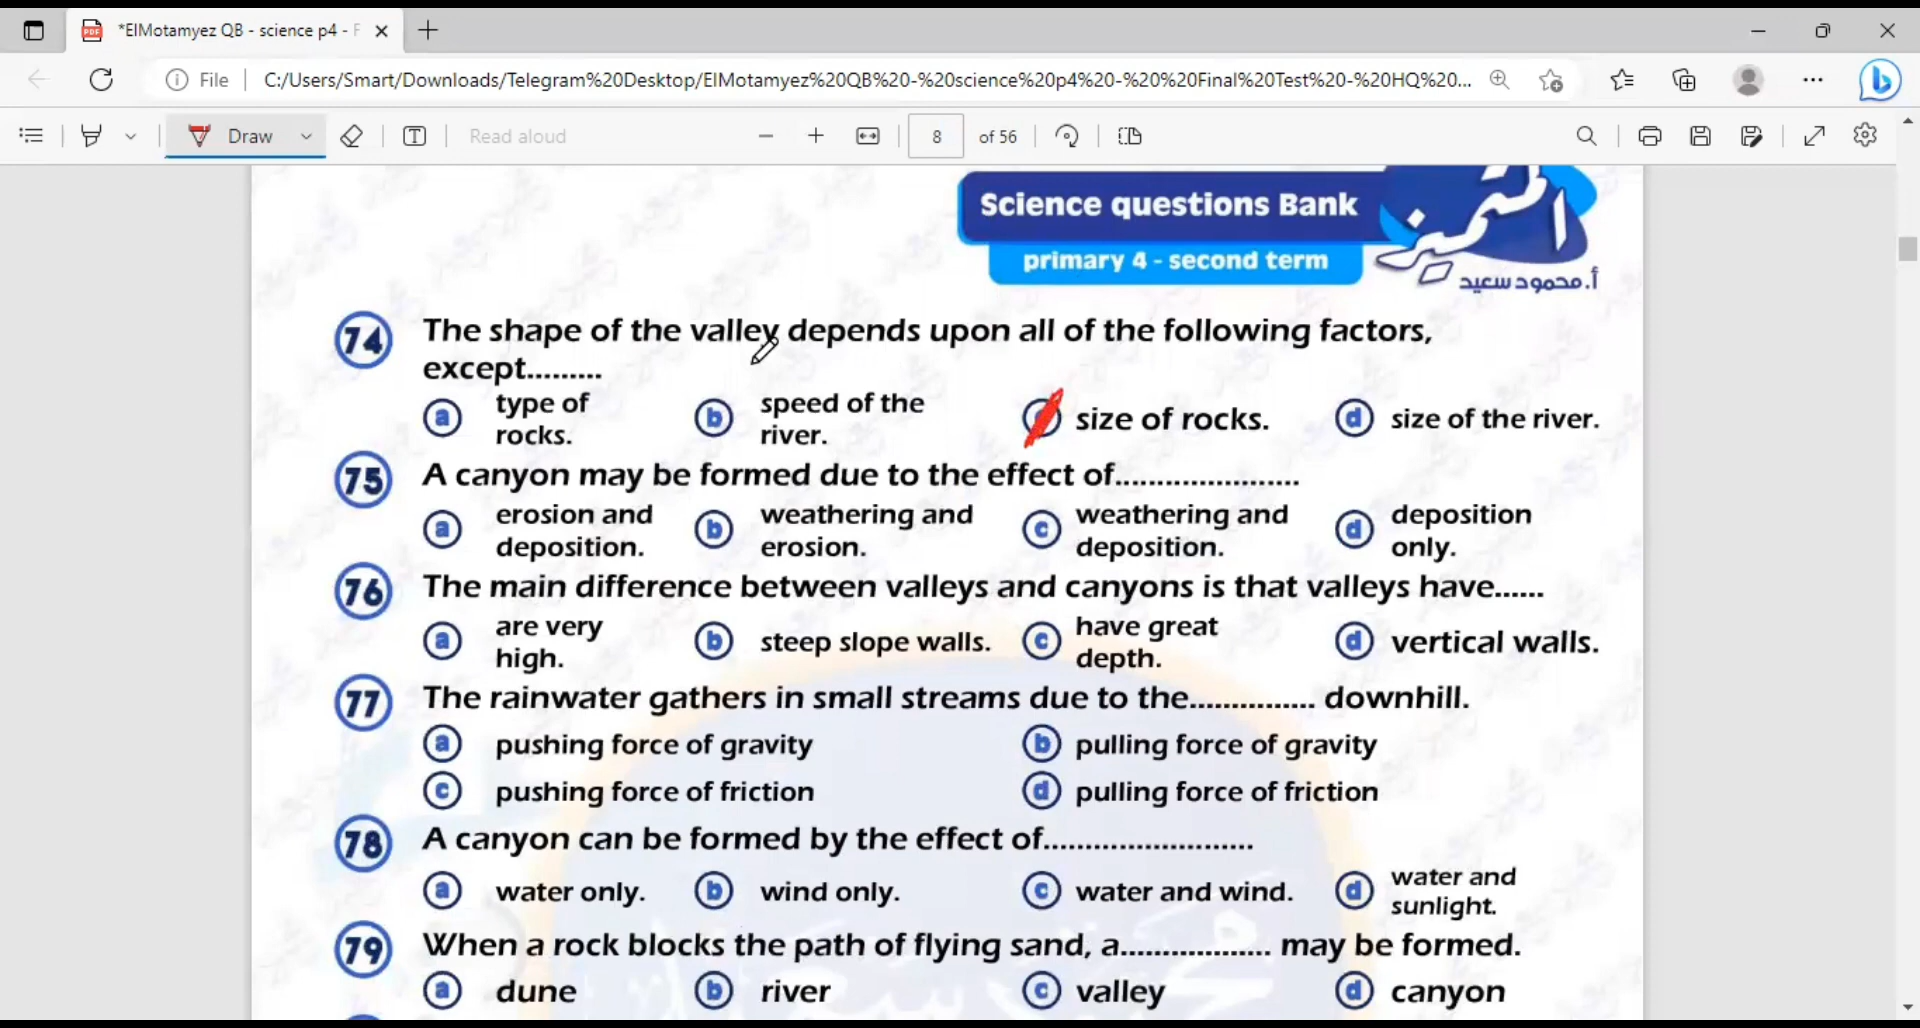 *ElMotamyez QB - science p4 - F
File
C:/Users/Smart/Downloads/Telegram%20Desktop/ElMotamyez%20QB%20-%20science%20p4%20-%20%20Final%20Test%20-%20HQ%20...
Draw
Read aloud
8 of 56
Science questions Bank
primary 4 - second term
المتميز
أ. محمود سعيد
74 The shape of the valley depends upon all of the following factors,
except.........
a type of rocks. b speed of the river. size of rocks. d size of the river.
75 A canyon may be formed due to the effect of......................
a erosion and deposition. b weathering and erosion. c weathering and deposition. d deposition only.
76 The main difference between valleys and canyons is that valleys have......
a are very high. b steep slope walls. c have great depth. d vertical walls.
77 The rainwater gathers in small streams due to the............... downhill.
a pushing force of gravity b pulling force of gravity
c pushing force of friction d pulling force of friction
78 A canyon can be formed by the effect of.........................
a water only. b wind only. c water and wind. d water and sunlight.
79 When a rock blocks the path of flying sand, a.................. may be formed.
a dune b river c valley d canyon